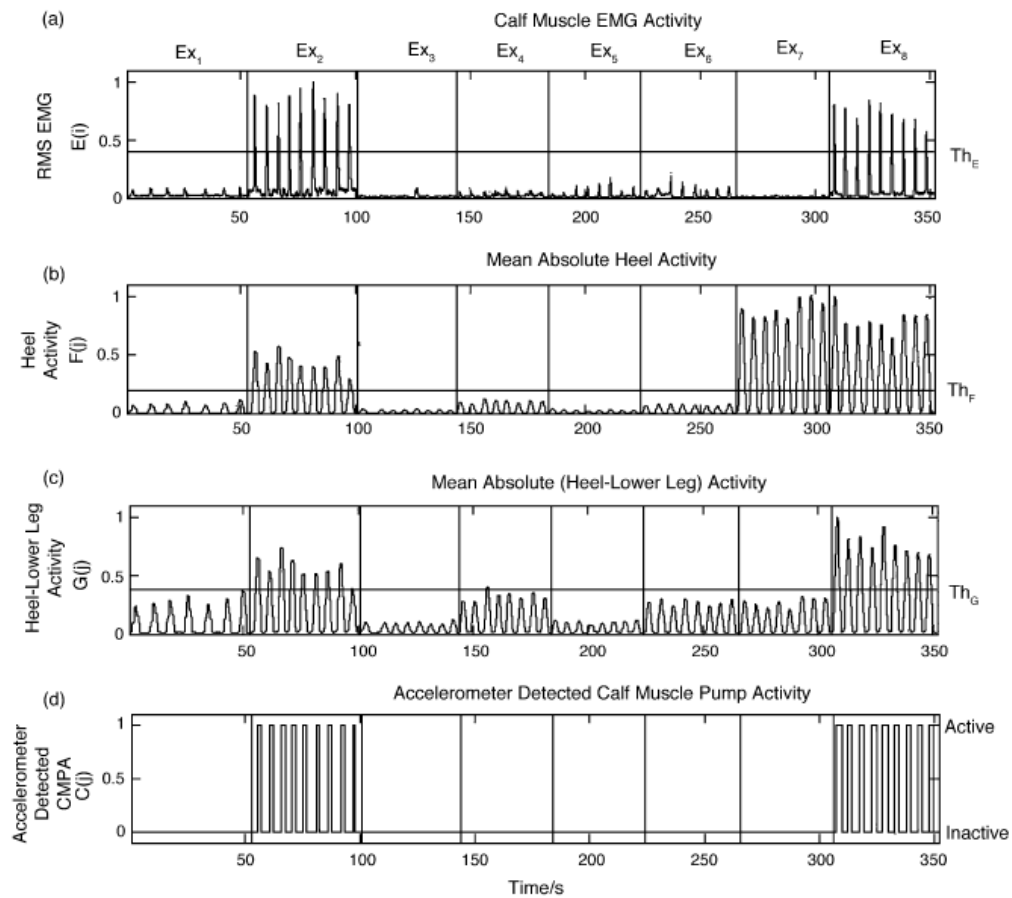 (a)
Calf Muscle EMG Activity
Ex₁ Ex₂ Ex₃ Ex₄ Ex₅ Ex₆ Ex₇ Ex₈
RMS EMG
E(i)
1
0.5
0
Th_E
50 100 150 200 250 300 350
(b)
Mean Absolute Heel Activity
Heel
Activity
F(j)
1
0.5
0
Th_F
50 100 150 200 250 300 350
(c)
Mean Absolute (Heel-Lower Leg) Activity
Heel-Lower Leg
Activity
G(j)
1
0.5
0
Th_G
50 100 150 200 250 300 350
(d)
Accelerometer Detected Calf Muscle Pump Activity
Accelerometer
Detected
CMPA
C(j)
1
0.5
0
Active
Inactive
50 100 150 200 250 300 350
Time/s